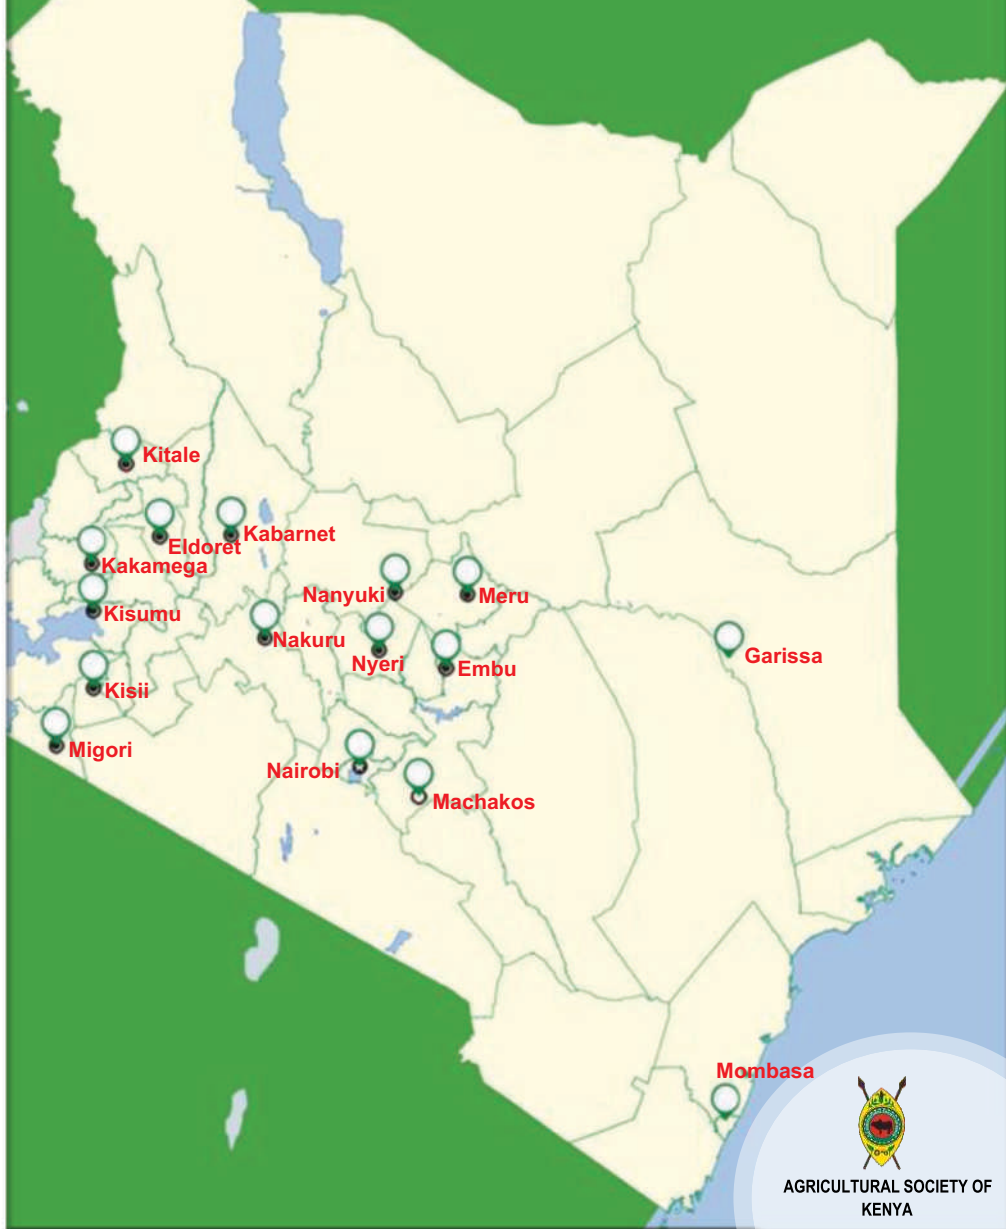 Kitale
Kabarnet
Eldoret
Kakamega
Nanyuki
Meru
Kisumu
Nakuru
Nyeri
Garissa
Embu
Kisii
Migori
Nairobi
Machakos
Mombasa
AGRICULTURAL SOCIETY OF
KENYA